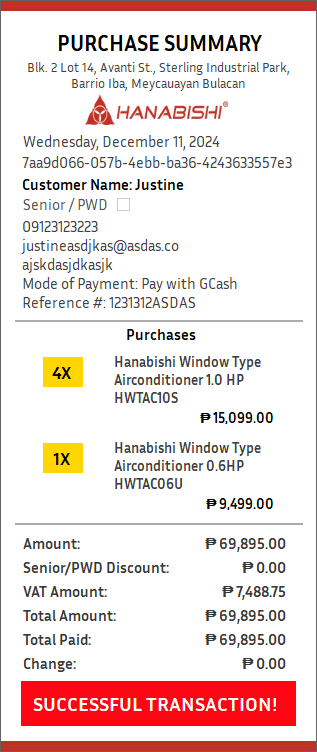 PURCHASE SUMMARY
Blk. 2 Lot 14, Avanti St., Sterling Industrial Park,
Barrio Iba, Meycauayan Bulacan
HANABISHI®
Wednesday, December 11, 2024
7aa9d066-057b-4ebb-ba36-4243633557e3
Customer Name: Justine
Senior / PWD
09123123223
justineasdjkas@asdas.co
ajskdasjdkasjk
Mode of Payment: Pay with GCash
Reference #: 1231312ASDAS
Purchases
4X
Hanabishi Window Type
Airconditioner 1.0 HP
HWTAC10S
₱ 15,099.00
1X
Hanabishi Window Type
Airconditioner 0.6HP
HWTAC06U
₱ 9,499.00
Amount: ₱ 69,895.00
Senior/PWD Discount: ₱ 0.00
VAT Amount: ₱ 7,488.75
Total Amount: ₱ 69,895.00
Total Paid: ₱ 69,895.00
Change: ₱ 0.00
SUCCESSFUL TRANSACTION!